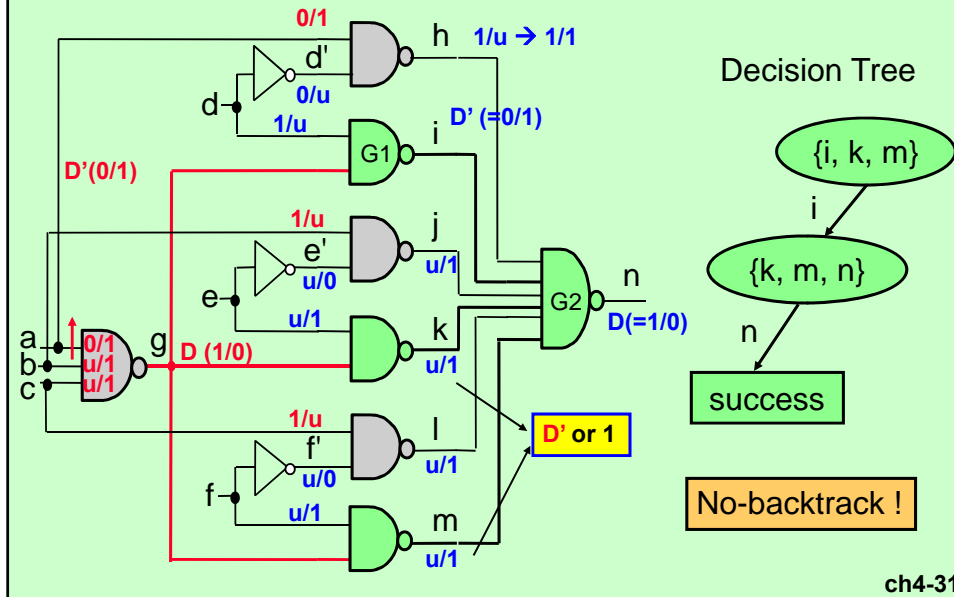 0/1
h
1/u → 1/1
d'
0/u
d
1/u
i
D' (=0/1)
G1
D'(0/1)
1/u
j
e'
u/0
u/1
e
u/1
k
u/1
n
G2
D(=1/0)
a
b
c
0/1
u/1
u/1
g
D (1/0)
1/u
l
f'
u/0
u/1
f
u/1
m
u/1
D' or 1
Decision Tree
{i, k, m}
i
{k, m, n}
n
success
No-backtrack !
ch4-31